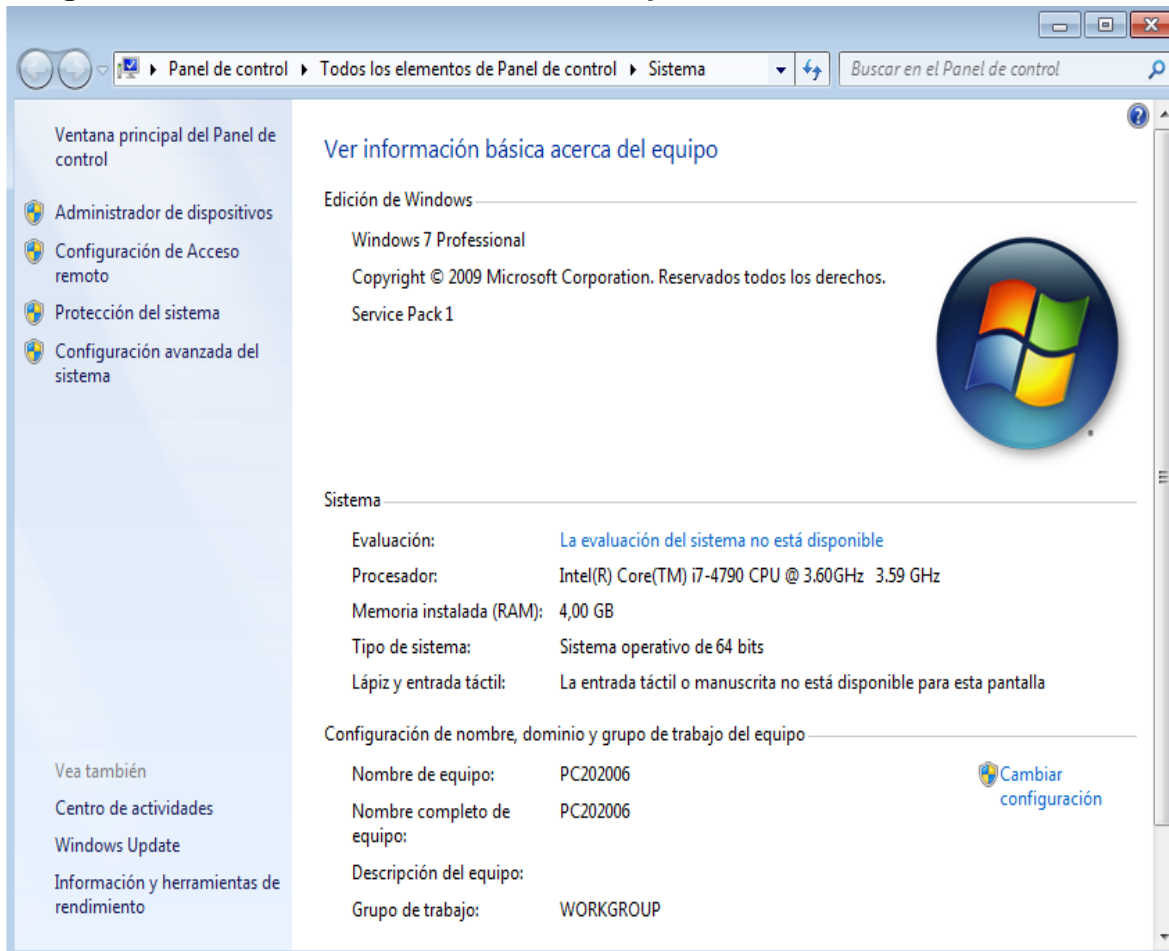 Panel de control ▸ Todos los elementos de Panel de control ▸ Sistema
Buscar en el Panel de control
Ventana principal del Panel de
control
Administrador de dispositivos
Configuración de Acceso
remoto
Protección del sistema
Configuración avanzada del
sistema
Vea también
Centro de actividades
Windows Update
Información y herramientas de
rendimiento
Ver información básica acerca del equipo
Edición de Windows
Windows 7 Professional
Copyright © 2009 Microsoft Corporation. Reservados todos los derechos.
Service Pack 1
Sistema
Evaluación: La evaluación del sistema no está disponible
Procesador: Intel(R) Core(TM) i7-4790 CPU @ 3.60GHz 3.59 GHz
Memoria instalada (RAM): 4,00 GB
Tipo de sistema: Sistema operativo de 64 bits
Lápiz y entrada táctil: La entrada táctil o manuscrita no está disponible para esta pantalla
Configuración de nombre, dominio y grupo de trabajo del equipo
Nombre de equipo: PC202006
Cambiar
configuración
Nombre completo de
equipo:
PC202006
Descripción del equipo:
Grupo de trabajo: WORKGROUP